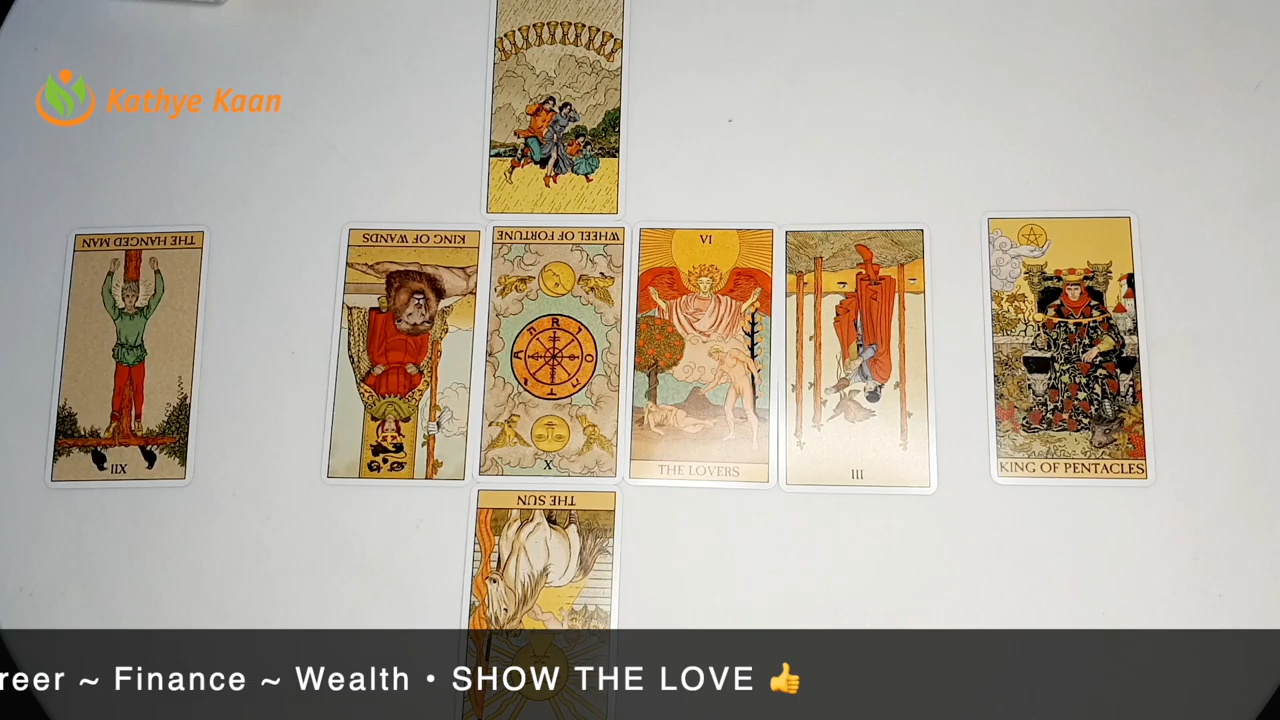 Kathye Kaan
THE HANGED MAN
XII
KING OF WANDS
WHEEL OF FORTUNE
TARO
X
VI
THE LOVERS
III
KING OF PENTACLES
THE SUN
reer ~ Finance ~ Wealth • SHOW THE LOVE 👍